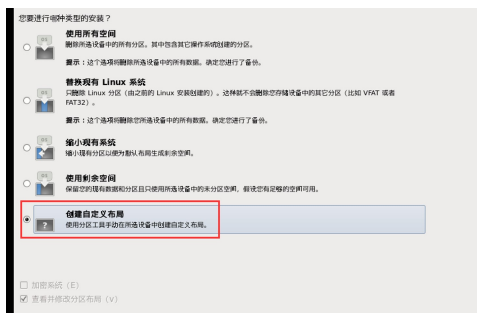 您要进行哪种类型的安装？
使用所有空间
删除所选设备中的所有分区。其中包含其它操作系统创建的分区。
提示：这个选项将删除所选设备中的所有数据。确定您进行了备份。
替换现有 Linux 系统
只删除 Linux 分区（由之前的 Linux 安装创建的）。这样就不会删除您存储设备中的其它分区（比如 VFAT 或者
FAT32）。
提示：这个选项将删除您所选设备中的所有数据。确定您进行了备份。
缩小现有系统
缩小现有分区以便为默认布局生成剩余空间。
使用剩余空间
保留您的现有数据和分区且只使用所选设备中的未分区空间，假设您有足够的空间可用。
创建自定义布局
使用分区工具手动在所选设备中创建自定义布局。
加密系统（E）
查看并修改分区布局（V）